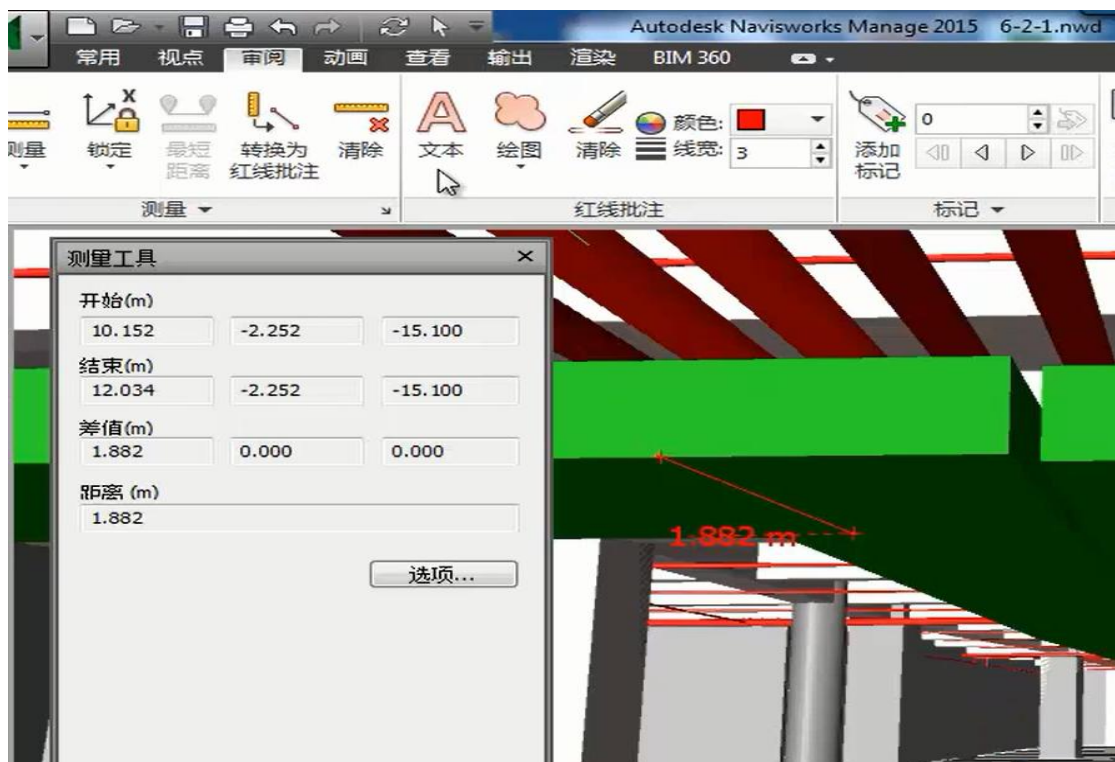 Autodesk Navisworks Manage 2015 6-2-1.nwd
常用 视点 审阅 动画 查看 输出 渲染 BIM 360
测量 锁定 最短 距离 转换为 红线批注 清除 文本 绘图 清除 颜色: 线宽: 3 添加 标记 0
测量 红线批注 标记
测量工具
开始(m)
10.152 -2.252 -15.100
结束(m)
12.034 -2.252 -15.100
差值(m)
1.882 0.000 0.000
距离 (m)
1.882
1.882 m
选项...